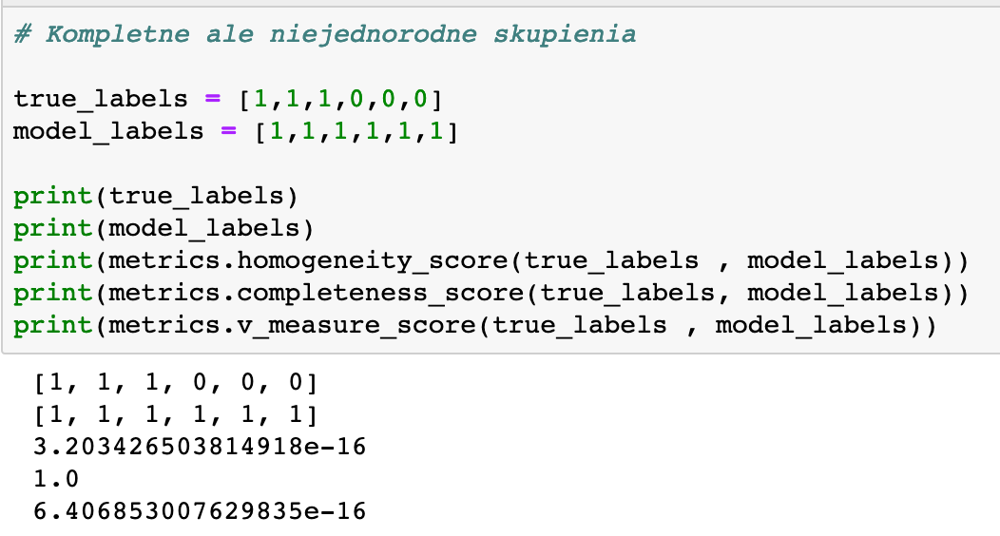 # Kompletne ale niejednorodne skupienia
true_labels = [1,1,1,0,0,0]
model_labels = [1,1,1,1,1,1]
print(true_labels)
print(model_labels)
print(metrics.homogeneity_score(true_labels , model_labels))
print(metrics.completeness_score(true_labels, model_labels))
print(metrics.v_measure_score(true_labels , model_labels))
[1, 1, 1, 0, 0, 0]
[1, 1, 1, 1, 1, 1]
3.203426503814918e-16
1.0
6.406853007629835e-16